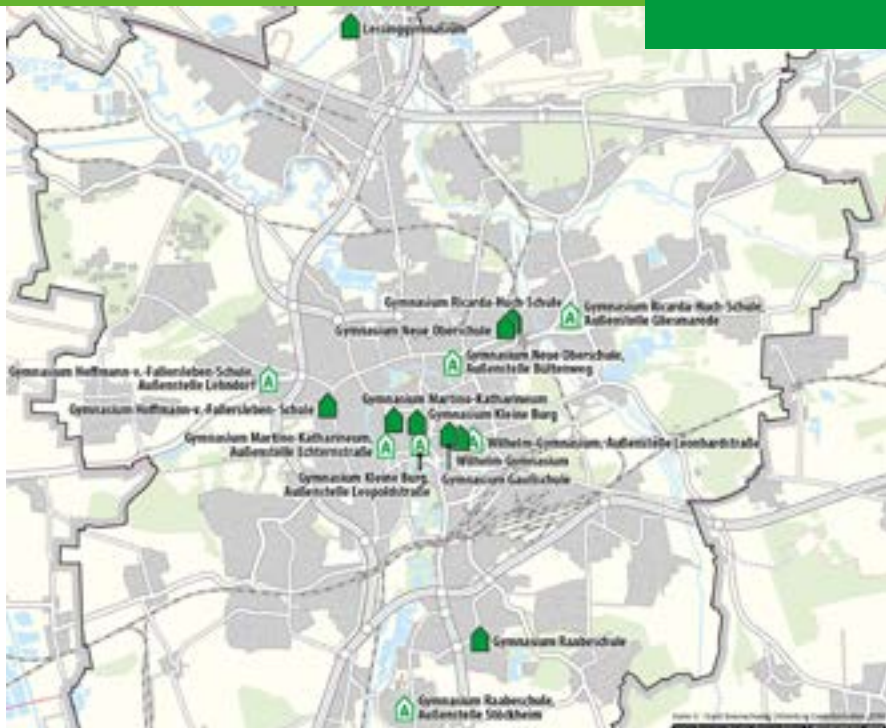 Lessinggymnasium
Gymnasium Ricarda-Huch-Schule
Gymnasium Ricarda-Huch-Schule,
Außenstelle Gliesmarode
Gymnasium Neue Oberschule
Gymnasium Neue Oberschule,
Außenstelle Bültenweg
Gymnasium Hoffmann-v.-Fallersleben-Schule,
Außenstelle Lehndorf
A
A
A
Gymnasium Hoffmann-v.-Fallersleben- Schule
Gymnasium Martino-Katharineum
Gymnasium Kleine Burg
Gymnasium Martino-Katharineum,
Außenstelle Echternstraße
A
A
A
Wilhelm-Gymnasium, Außenstelle Leonhardstraße
Wilhelm Gymnasium
Gymnasium Gaußschule
Gymnasium Kleine Burg,
Außenstelle Leopoldstraße
Gymnasium Raabeschule
A
Gymnasium Raabeschule,
Außenstelle Stöckheim